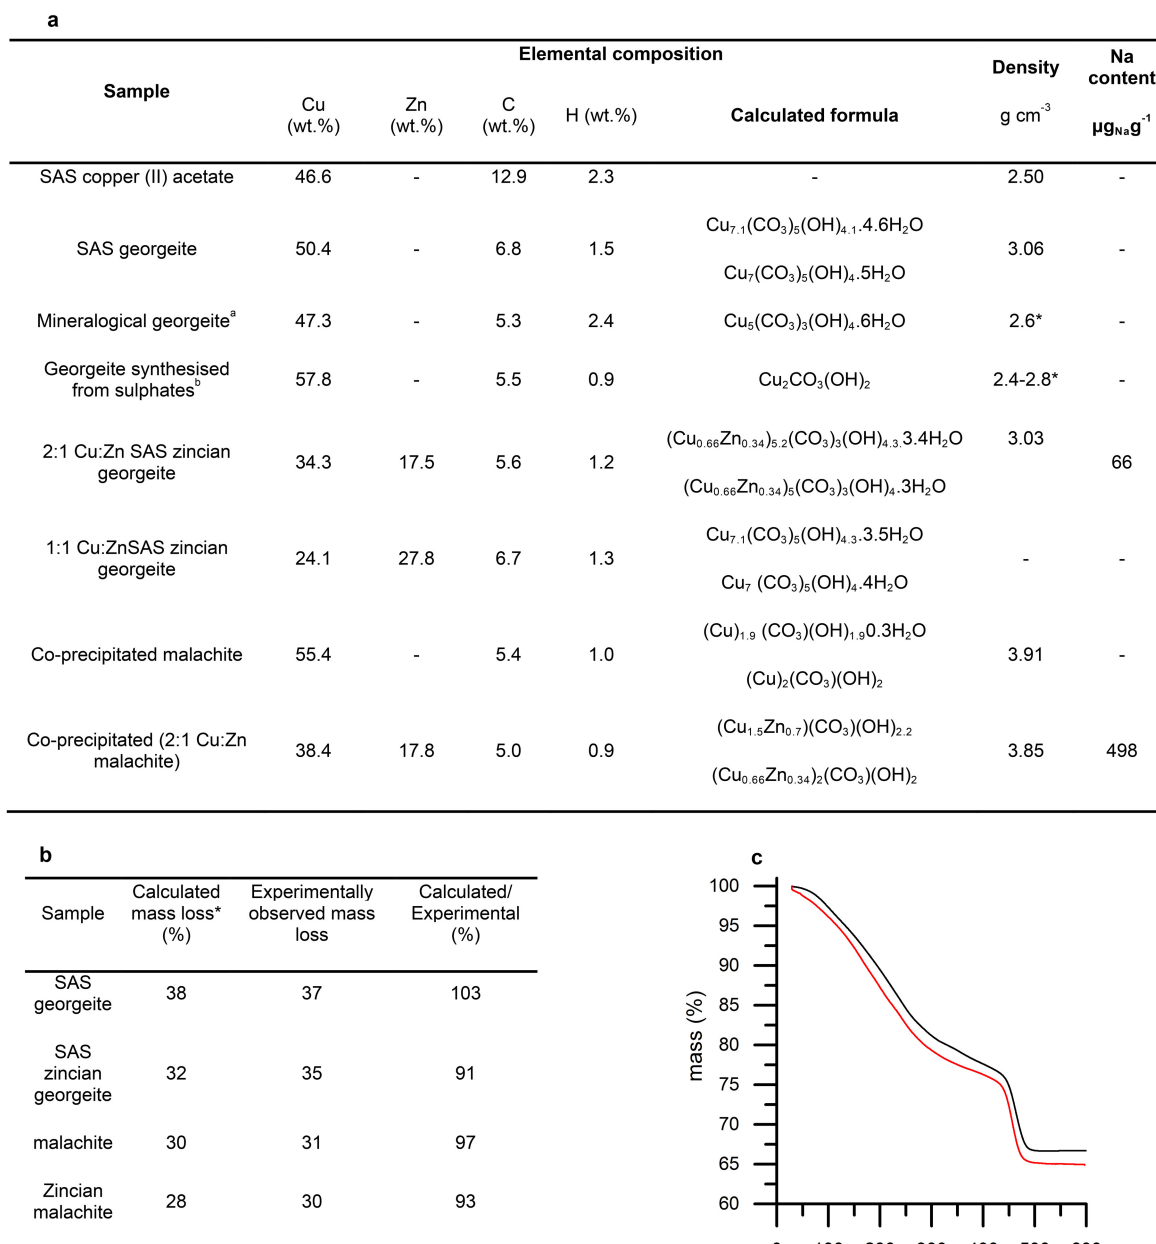 a
Elemental composition
Sample
Cu (wt.%)
Zn (wt.%)
C (wt.%)
H (wt.%)
Calculated formula
Density
g cm⁻³
Na content
µg_Na g⁻¹
SAS copper (II) acetate 46.6 - 12.9 2.3 - 2.50 -
SAS georgeite 50.4 - 6.8 1.5 Cu₇.₁(CO₃)₅(OH)₄.₁.4.6H₂O 3.06 -
Cu₇(CO₃)₅(OH)₄.5H₂O
Mineralogical georgeiteᵃ 47.3 - 5.3 2.4 Cu₅(CO₃)₃(OH)₄.6H₂O 2.6* -
Georgeite synthesised
from sulphatesᵇ 57.8 - 5.5 0.9 Cu₂CO₃(OH)₂ 2.4-2.8* -
2:1 Cu:Zn SAS zincian
georgeite 34.3 17.5 5.6 1.2 (Cu₀.₆₆Zn₀.₃₄)₅.₂(CO₃)₃(OH)₄.₃.3.4H₂O 3.03 66
(Cu₀.₆₆Zn₀.₃₄)₅(CO₃)₃(OH)₄.3H₂O
1:1 Cu:ZnSAS zincian
georgeite 24.1 27.8 6.7 1.3 Cu₇.₁(CO₃)₅(OH)₄.₃.3.5H₂O - -
Cu₇ (CO₃)₅(OH)₄.4H₂O
Co-precipitated malachite 55.4 - 5.4 1.0 (Cu)₁.₉ (CO₃)(OH)₁.₉0.3H₂O 3.91 -
(Cu)₂(CO₃)(OH)₂
Co-precipitated (2:1 Cu:Zn
malachite) 38.4 17.8 5.0 0.9 (Cu₁.₅Zn₀.₇)(CO₃)(OH)₂.₂ 3.85 498
(Cu₀.₆₆Zn₀.₃₄)₂(CO₃)(OH)₂
b
Sample
Calculated
mass loss*
(%)
Experimentally
observed mass
loss
Calculated/
Experimental
(%)
SAS
georgeite 38 37 103
SAS
zincian
georgeite 32 35 91
malachite 30 31 97
Zincian
malachite 28 30 93
c
mass (%)
100
95
90
85
80
75
70
65
60